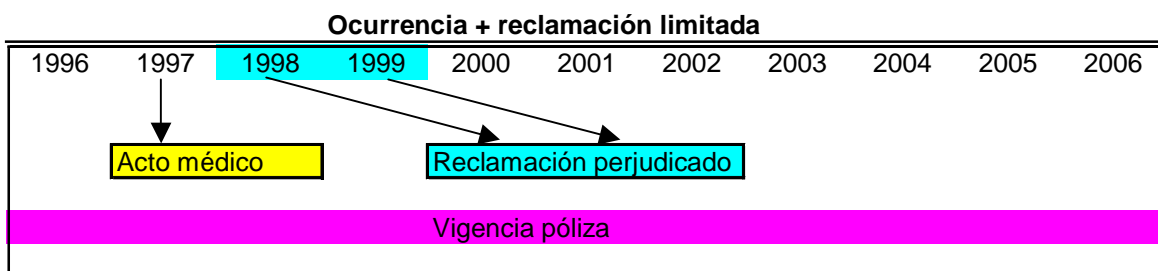 Ocurrencia + reclamación limitada
1996 1997 1998 1999 2000 2001 2002 2003 2004 2005 2006
Acto médico Reclamación perjudicado
Vigencia póliza